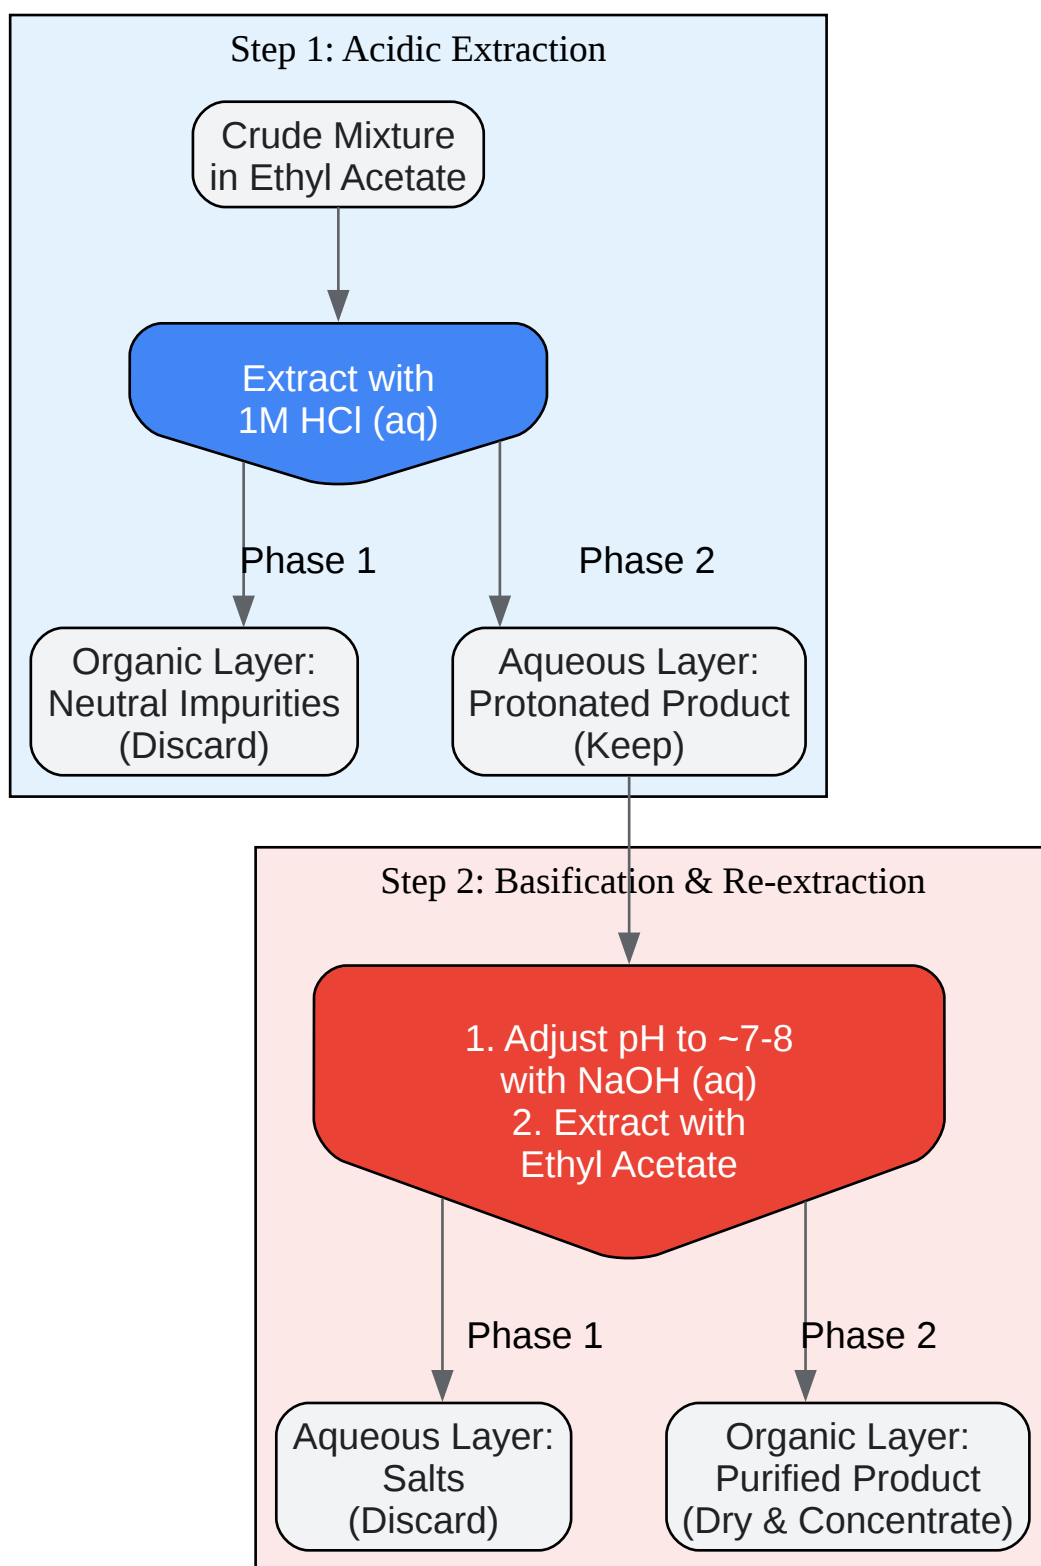 Step 1: Acidic Extraction
Crude Mixture
in Ethyl Acetate
Extract with
1M HCl (aq)
Phase 1
Phase 2
Organic Layer:
Neutral Impurities
(Discard)
Aqueous Layer:
Protonated Product
(Keep)
Step 2: Basification & Re-extraction
1. Adjust pH to ~7-8
with NaOH (aq)
2. Extract with
Ethyl Acetate
Phase 1
Phase 2
Aqueous Layer:
Salts
(Discard)
Organic Layer:
Purified Product
(Dry & Concentrate)